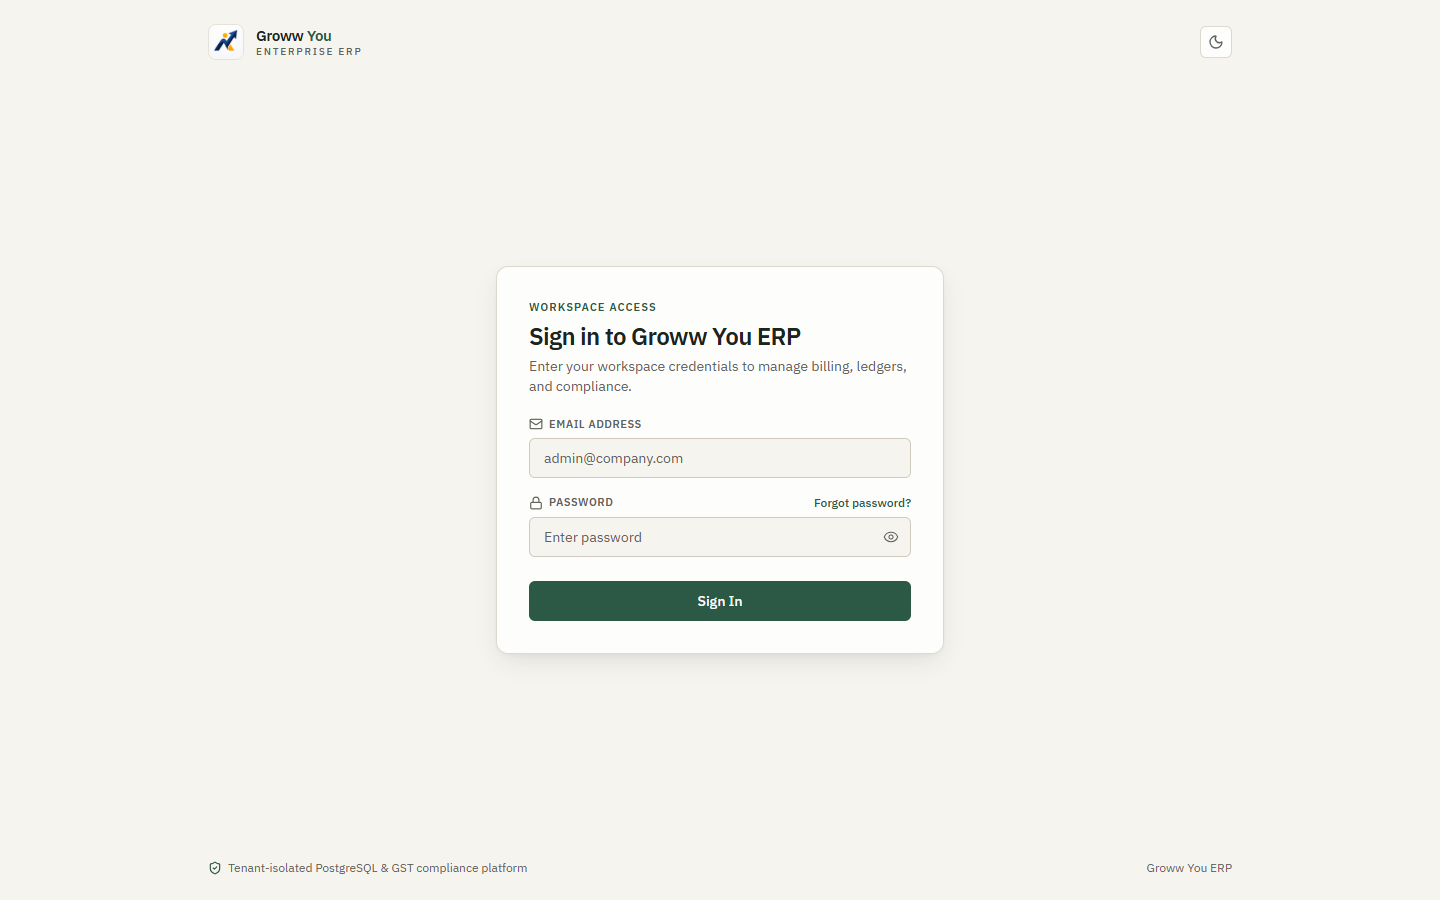 Groww You
ENTERPRISE ERP
WORKSPACE ACCESS
Sign in to Groww You ERP
Enter your workspace credentials to manage billing, ledgers,
and compliance.
EMAIL ADDRESS
admin@company.com
PASSWORD
Forgot password?
Enter password
Sign In
Tenant-isolated PostgreSQL & GST compliance platform
Groww You ERP